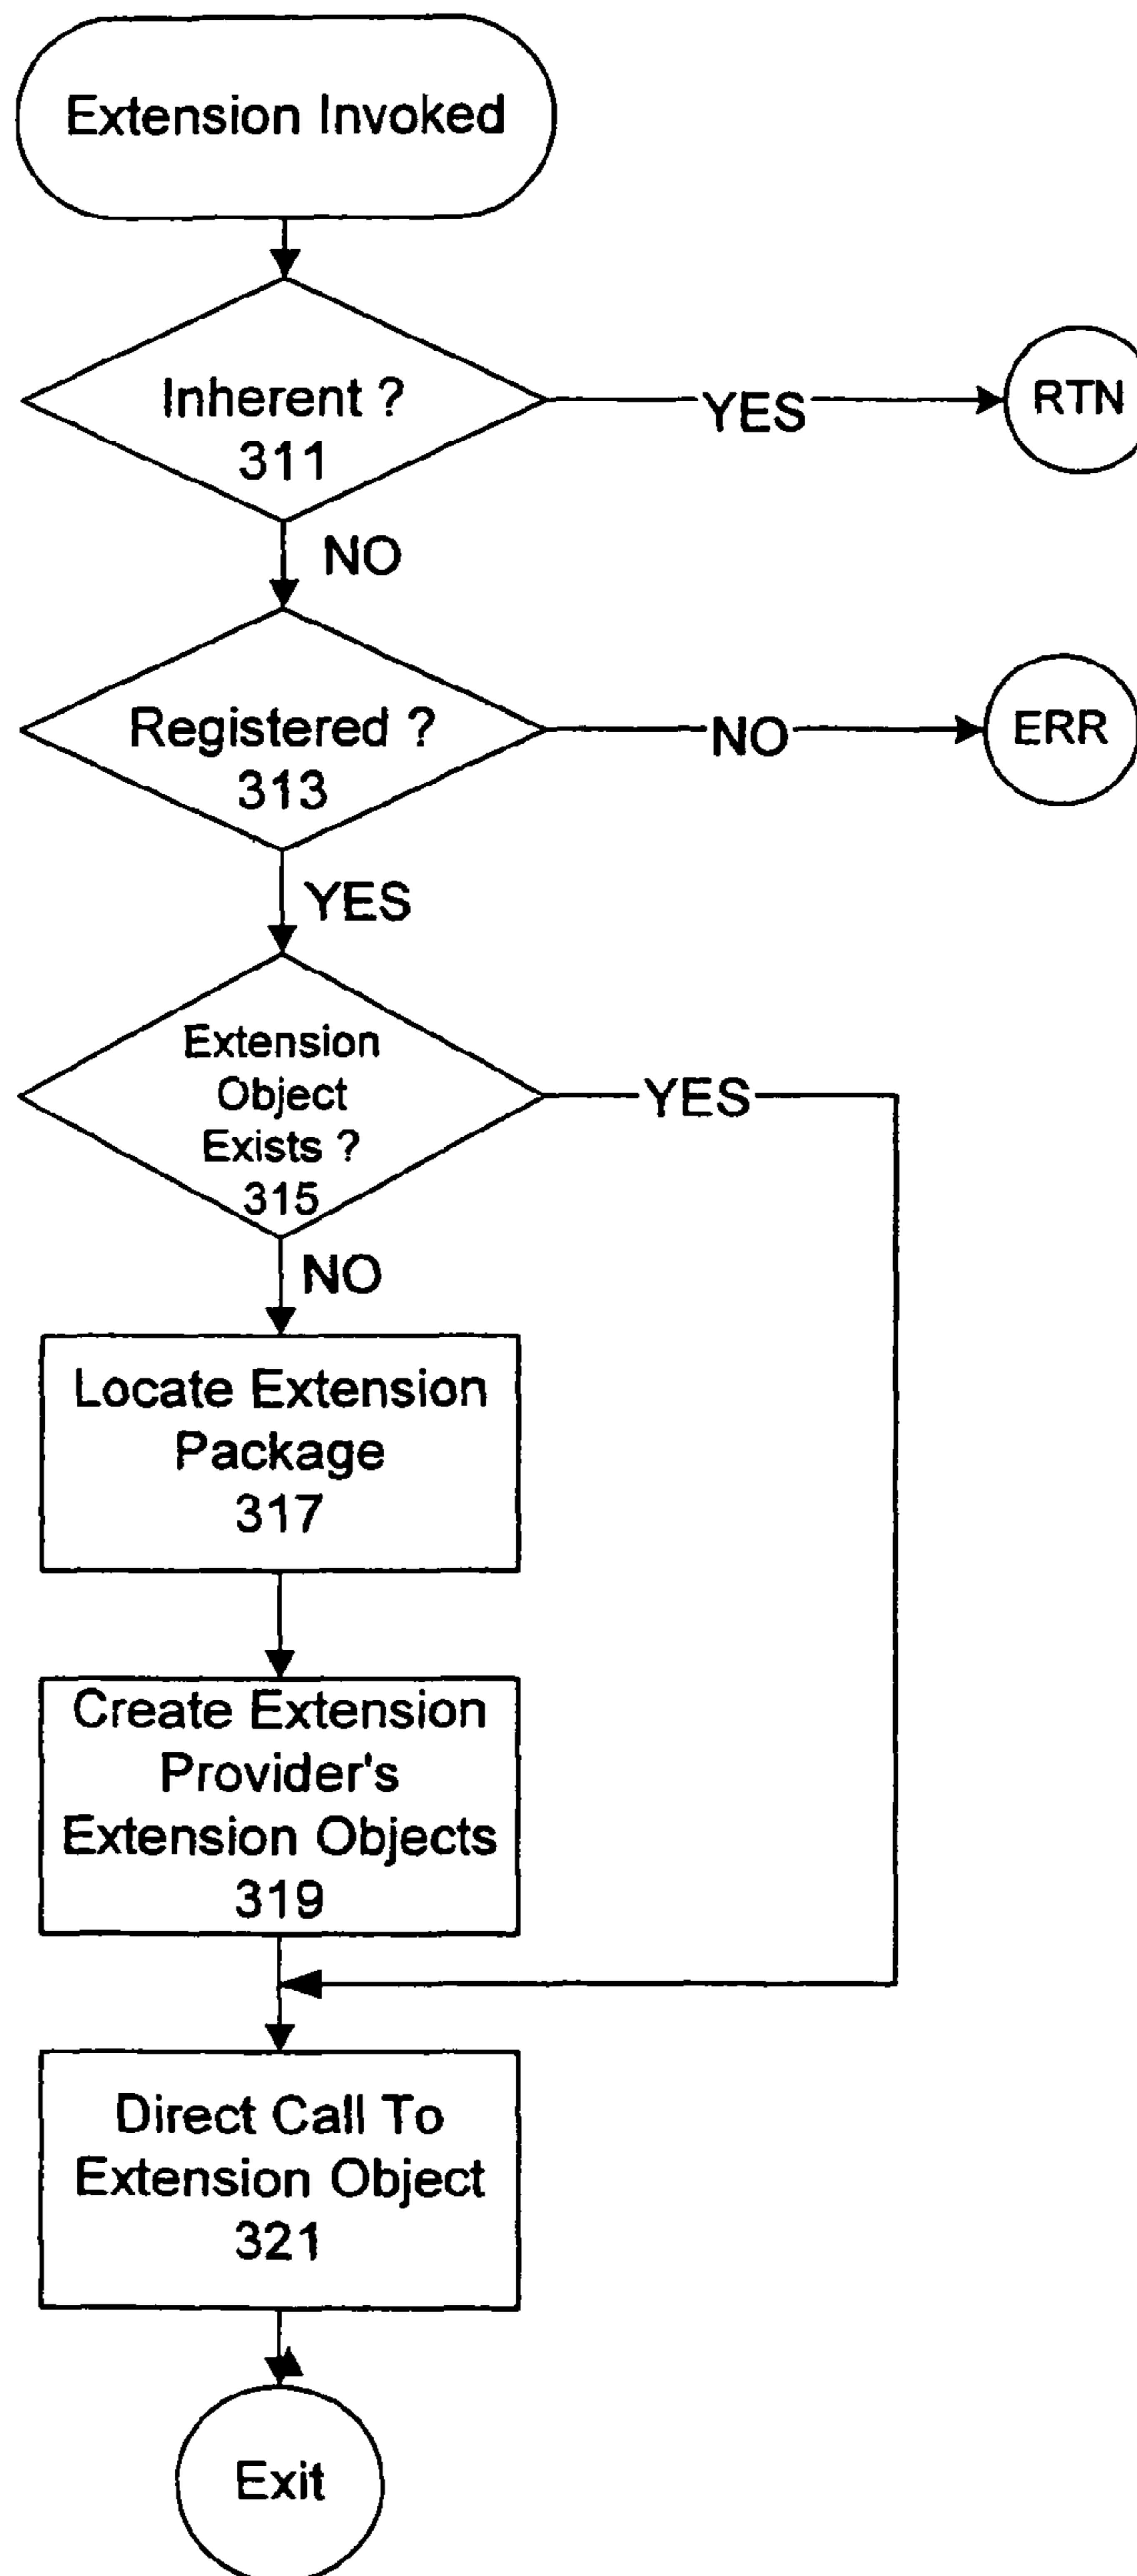 Extension Invoked
Inherent ?
311
YES
RTN
NO
Registered ?
313
NO
ERR
YES
Extension
Object
Exists ?
315
YES
NO
Locate Extension
Package
317
Create Extension
Provider's
Extension Objects
319
Direct Call To
Extension Object
321
Exit